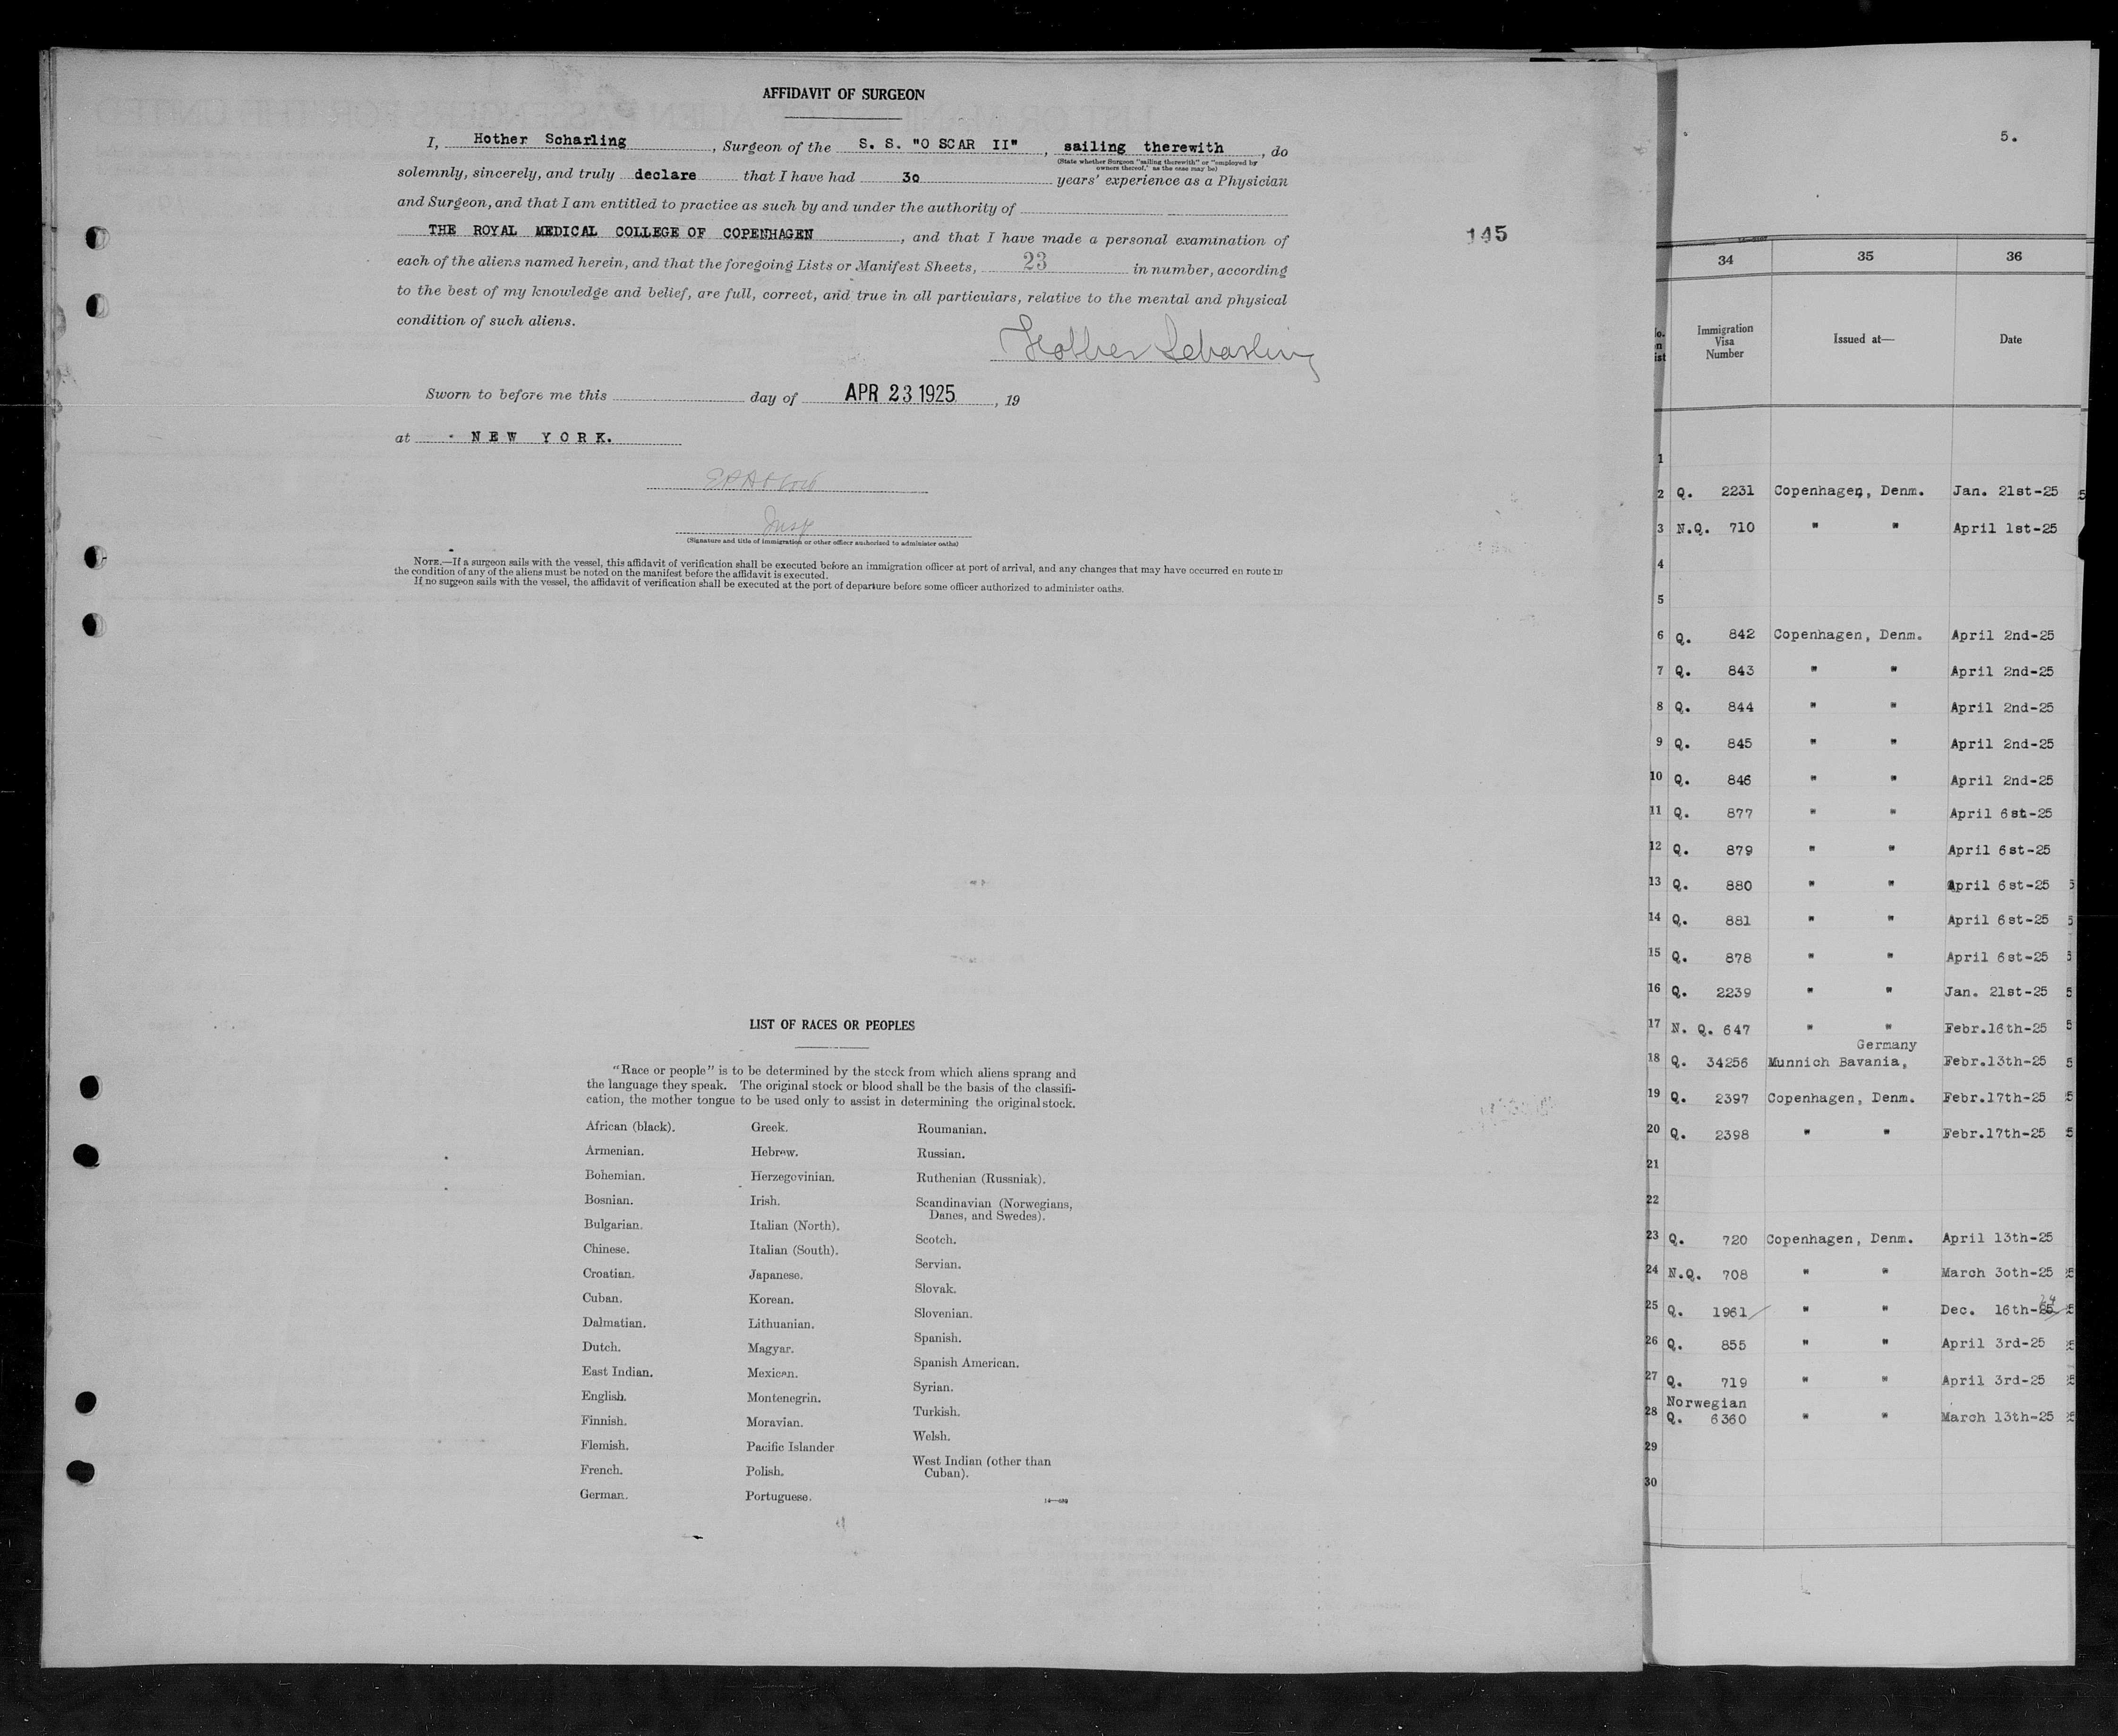 AFFIDAVIT OF SURGEON
I, Hother Scharling, Surgeon of the S. S. "O SCAR II", sailing therewith, do
(State whether Surgeon "sailing therewith" or "employed by
owners thereof," as the case may be)
solemnly, sincerely, and truly declare that I have had 3o years' experience as a Physician
and Surgeon, and that I am entitled to practice as such by and under the authority of
THE ROYAL MEDICAL COLLEGE OF COPENHAGEN, and that I have made a personal examination of
each of the aliens named herein, and that the foregoing Lists or Manifest Sheets, 23 in number, according
to the best of my knowledge and belief, are full, correct, and true in all particulars, relative to the mental and physical
condition of such aliens.
Hother Scharling
Sworn to before me this day of APR 23 1925, 19
at NEW YORK.
Insp
(Signature and title of immigration or other officer authorized to administer oaths)
NOTE.—If a surgeon sails with the vessel, this affidavit of verification shall be executed before an immigration officer at port of arrival, and any changes that may have occurred en route in
the condition of any of the aliens must be noted on the manifest before the affidavit is executed.
If no surgeon sails with the vessel, the affidavit of verification shall be executed at the port of departure before some officer authorized to administer oaths.
145
LIST OF RACES OR PEOPLES
"Race or people" is to be determined by the stock from which aliens sprang and
the language they speak. The original stock or blood shall be the basis of the classifi-
cation, the mother tongue to be used only to assist in determining the original stock.
African (black).
Armenian.
Bohemian.
Bosnian.
Bulgarian.
Chinese.
Croatian.
Cuban.
Dalmatian.
Dutch.
East Indian.
English.
Finnish.
Flemish.
French.
German.
Greek.
Hebrew.
Herzegovinian.
Irish.
Italian (North).
Italian (South).
Japanese.
Korean.
Lithuanian.
Magyar.
Mexican.
Montenegrin.
Moravian.
Pacific Islander
Polish.
Portuguese.
Roumanian.
Russian.
Ruthenian (Russniak).
Scandinavian (Norwegians,
Danes, and Swedes).
Scotch.
Servian.
Slovak.
Slovenian.
Spanish.
Spanish American.
Syrian.
Turkish.
Welsh.
West Indian (other than
Cuban).
5.
34 35 36
Immigration
Visa
Number
Issued at—
Date
1
2 Q. 2231 Copenhagen, Denm. Jan. 21st-25
3 N.Q. 710 " " April 1st-25
4
5
6 Q. 842 Copenhagen, Denm. April 2nd-25
7 Q. 843 " " April 2nd-25
8 Q. 844 " " April 2nd-25
9 Q. 845 " " April 2nd-25
10 Q. 846 " " April 2nd-25
11 Q. 877 " " April 6st-25
12 Q. 879 " " April 6st-25
13 Q. 880 " " April 6st-25
14 Q. 881 " " April 6st-25
15 Q. 878 " " April 6st-25
16 Q. 2239 " " Jan. 21st-25
17 N. Q. 647 " " Febr.16th-25
Germany
18 Q. 34256 Munnich Bavania, Febr.13th-25
19 Q. 2397 Copenhagen, Denm. Febr.17th-25
20 Q. 2398 " " Febr.17th-25
21
22
23 Q. 720 Copenhagen, Denm. April 13th-25
24 N.Q. 708 " " March 3oth-25
25 Q. 1961 " " Dec. 16th-24
26 Q. 855 " " April 3rd-25
27 Q. 719 " " April 3rd-25
Norwegian
28 Q. 6360 " " March 13th-25
29
30